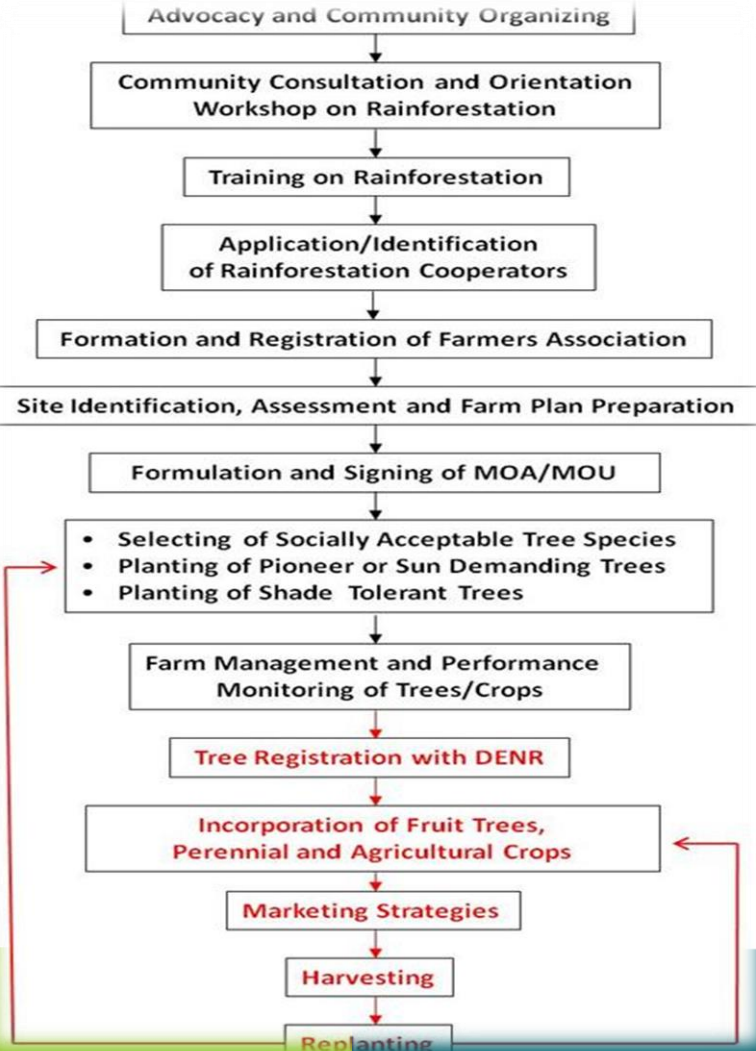 Advocacy and Community Organizing
Community Consultation and Orientation
Workshop on Rainforestation
Training on Rainforestation
Application/Identification
of Rainforestation Cooperators
Formation and Registration of Farmers Association
Site Identification, Assessment and Farm Plan Preparation
Formulation and Signing of MOA/MOU
• Selecting of Socially Acceptable Tree Species
• Planting of Pioneer or Sun Demanding Trees
• Planting of Shade Tolerant Trees
Farm Management and Performance
Monitoring of Trees/Crops
Tree Registration with DENR
Incorporation of Fruit Trees,
Perennial and Agricultural Crops
Marketing Strategies
Harvesting
Replanting